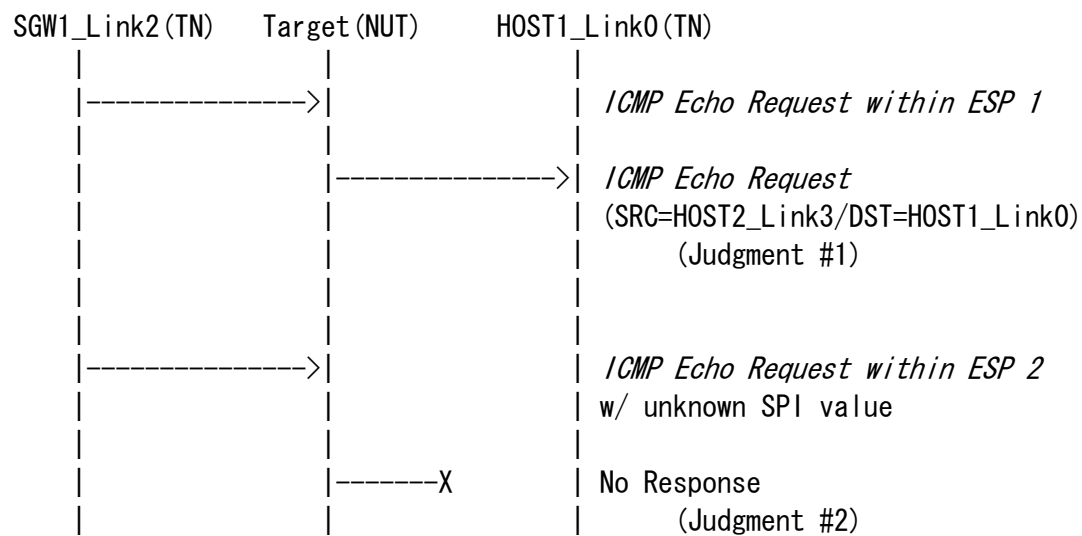 SGW1_Link2(TN) Target(NUT) HOST1_Link0(TN)
| | |
|--------------->| | ICMP Echo Request within ESP 1
| | |
| |--------------->| ICMP Echo Request
| | | (SRC=HOST2_Link3/DST=HOST1_Link0)
| | | (Judgment #1)
| | |
| | |
|--------------->| | ICMP Echo Request within ESP 2
| | | w/ unknown SPI value
| | |
| |-------X | No Response
| | | (Judgment #2)